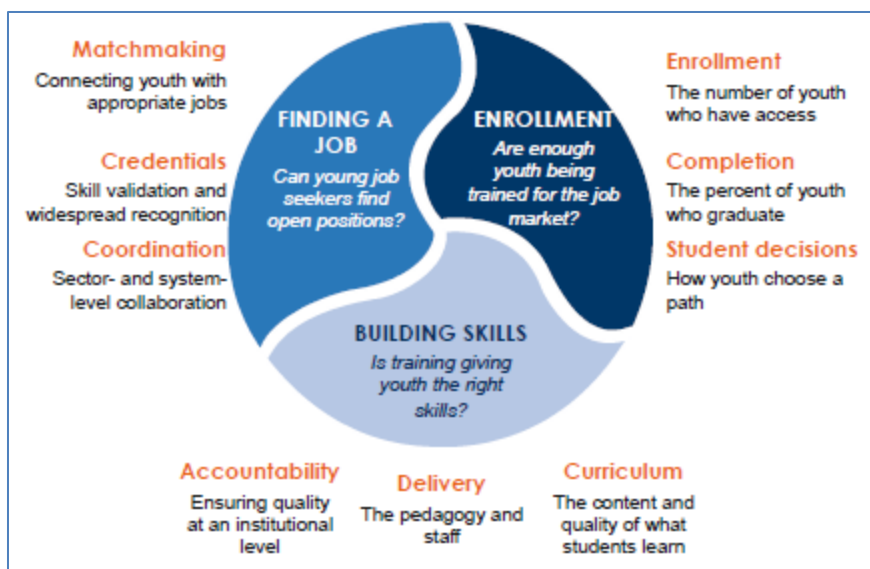 Matchmaking
Connecting youth with
appropriate jobs
Credentials
Skill validation and
widespread recognition
Coordination
Sector- and system-
level collaboration
FINDING A
JOB
Can young job
seekers find
open positions?
ENROLLMENT
Are enough
youth being
trained for the job
market?
Enrollment
The number of youth
who have access
Completion
The percent of youth
who graduate
Student decisions
How youth choose a
path
BUILDING SKILLS
Is training giving
youth the right
skills?
Accountability
Ensuring quality
at an institutional
level
Delivery
The pedagogy and
staff
Curriculum
The content and
quality of what
students learn